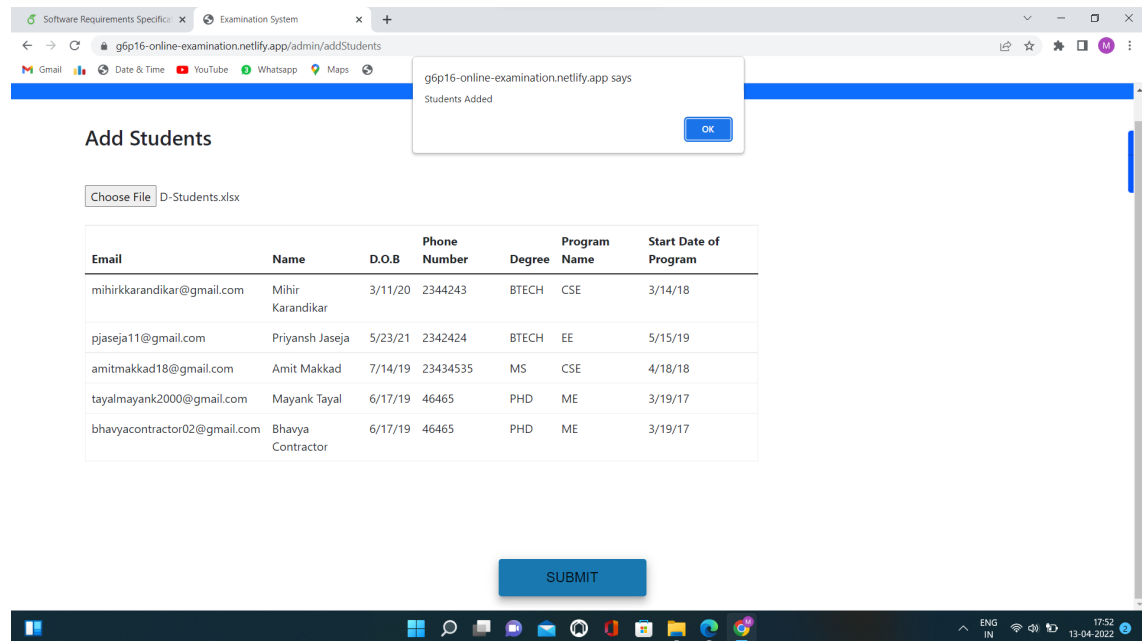 Software Requirements Specificat
Examination System
g6p16-online-examination.netlify.app/admin/addStudents
M
Gmail
Date & Time
YouTube
Whatsapp
Maps
g6p16-online-examination.netlify.app says
Students Added
OK
Add Students
Choose File D-Students.xlsx
Email Name D.O.B Phone Number Degree Program Name Start Date of Program
mihirkkarandikar@gmail.com Mihir Karandikar 3/11/20 2344243 BTECH CSE 3/14/18
pjaseja11@gmail.com Priyansh Jaseja 5/23/21 2342424 BTECH EE 5/15/19
amitmakkad18@gmail.com Amit Makkad 7/14/19 23434535 MS CSE 4/18/18
tayalmayank2000@gmail.com Mayank Tayal 6/17/19 46465 PHD ME 3/19/17
bhavyacontractor02@gmail.com Bhavya Contractor 6/17/19 46465 PHD ME 3/19/17
SUBMIT
ENG
IN
17:52
13-04-2022
2